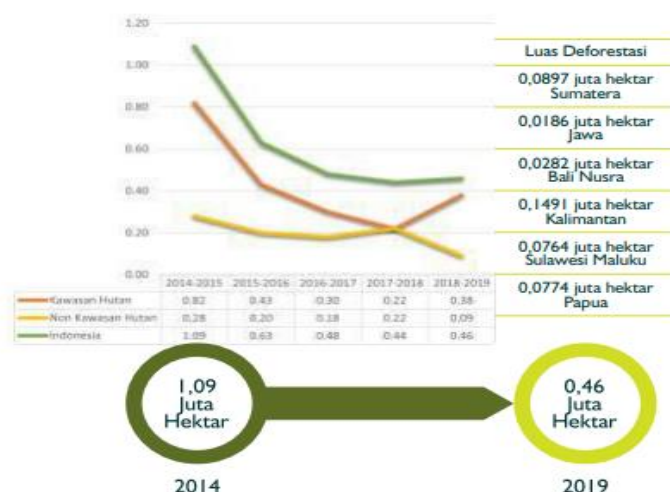 1.20
1.00
0.80
0.60
0.40
0.20
0.00
2014-2015 2015-2016 2016-2017 2017-2018 2018-2019
Kawasan Hutan 0.82 0.43 0.30 0.22 0.38
Non Kawasan Hutan 0.28 0.20 0.18 0.22 0.09
Indonesia 1.09 0.63 0.48 0.44 0.46
Luas Deforestasi
0,0897 juta hektar
Sumatera
0,0186 juta hektar
Jawa
0,0282 juta hektar
Bali Nusra
0,1491 juta hektar
Kalimantan
0,0764 juta hektar
Sulawesi Maluku
0,0774 juta hektar
Papua
1,09
Juta
Hektar
0,46
Juta
Hektar
2014
2019